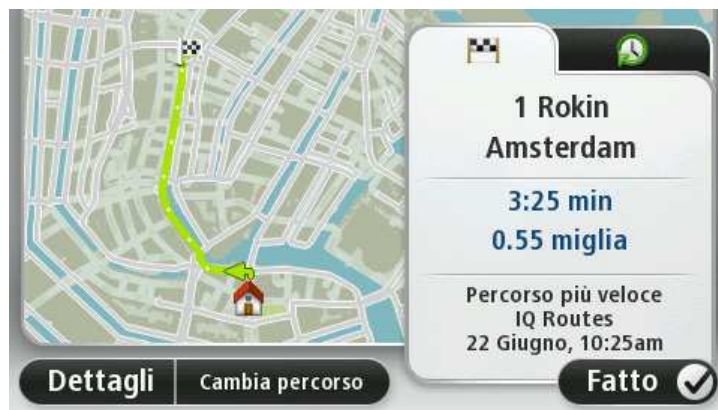 1 Rokin
Amsterdam
3:25 min
0.55 miglia
Percorso più veloce
IQ Routes
22 Giugno, 10:25am
Dettagli
Cambia percorso
Fatto